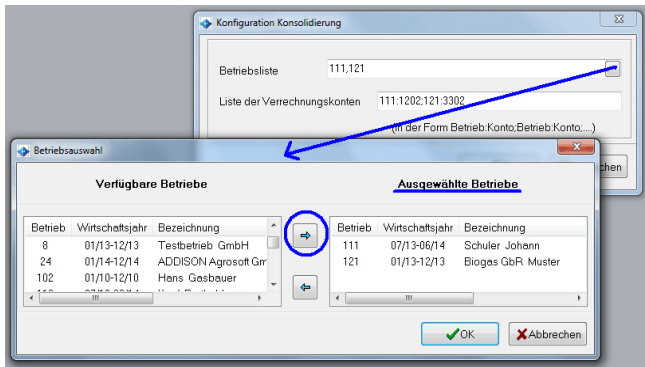 Konfiguration Konsolidierung
Betriebsliste 111,121
Liste der Verrechnungskonten 111:1202;121:3302
(In der Form Betrieb:Konto;Betrieb:Konto;....)
chen
Betriebsauswahl
Verfügbare Betriebe Ausgewählte Betriebe
Betrieb Wirtschaftsjahr Bezeichnung Betrieb Wirtschaftsjahr Bezeichnung
8 01/13-12/13 Testbetrieb GmbH 111 07/13-06/14 Schuler Johann
24 01/14-12/14 ADDISON Agrosoft Gm 121 01/13-12/13 Biogas GbR Muster
102 01/10-12/10 Hans Gasbauer
OK Abbrechen